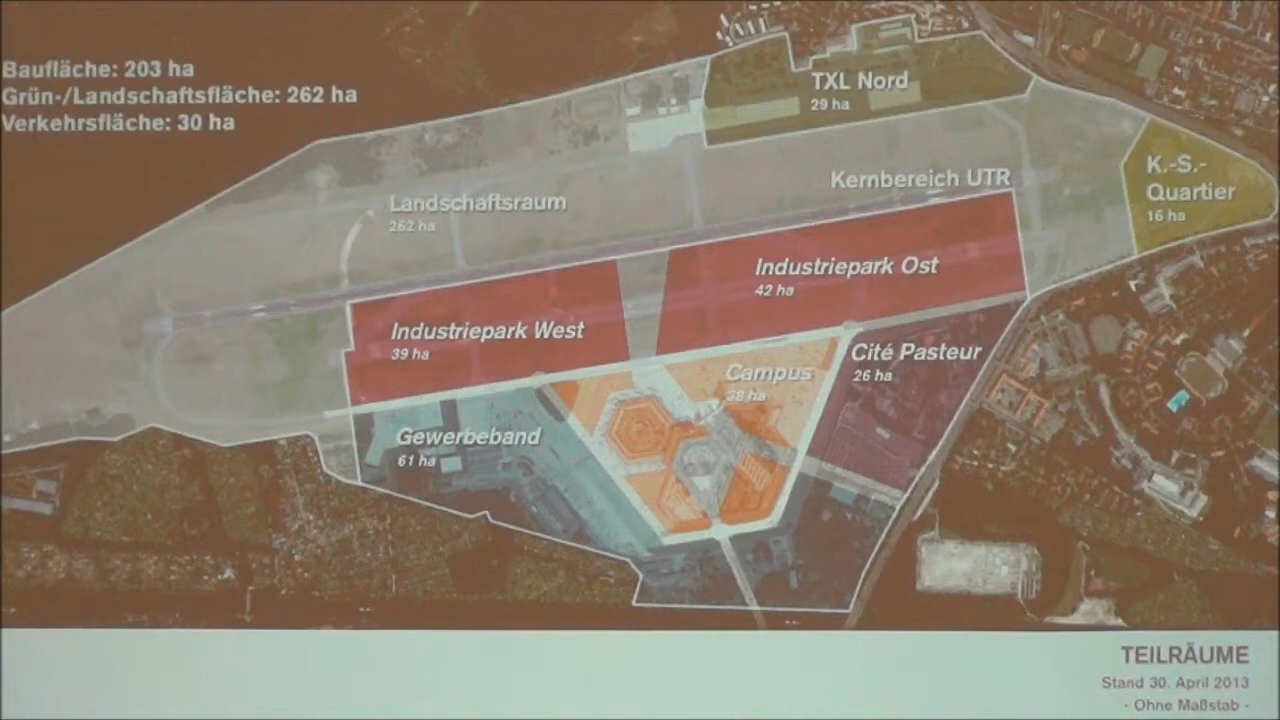 Baufläche: 203 ha
Grün-/Landschaftsfläche: 262 ha
Verkehrsfläche: 30 ha
TXL Nord
29 ha
K.-S.-
Quartier
16 ha
Kernbereich UTR
Landschaftsraum
262 ha
Industriepark Ost
42 ha
Industriepark West
39 ha
Cité Pasteur
26 ha
Campus
38 ha
Gewerbeband
61 ha
TEILRÄUME
Stand 30. April 2013
- Ohne Maßstab -